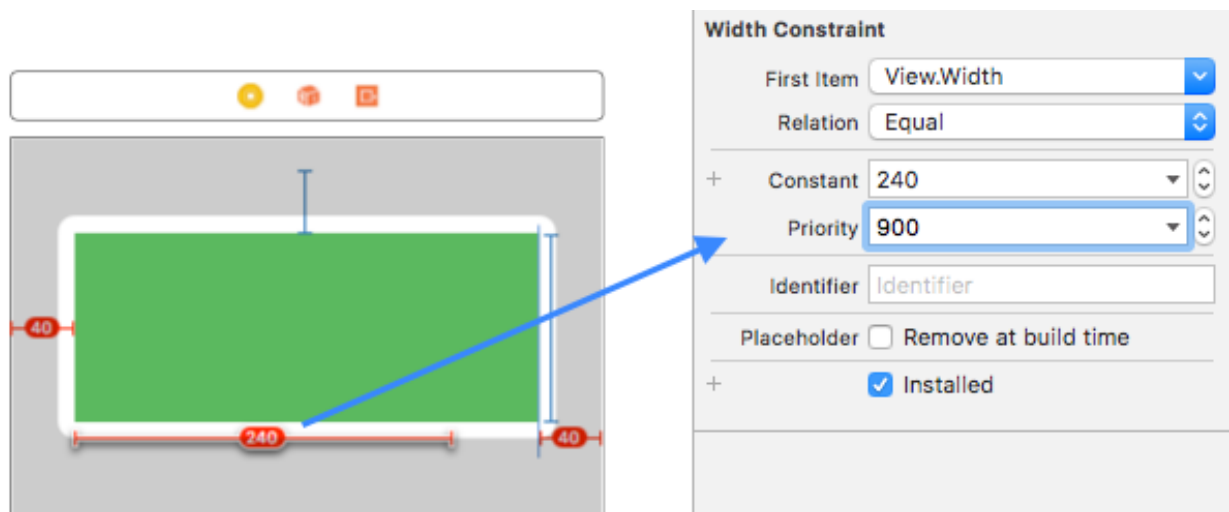 Width Constraint
First Item View.Width
Relation Equal
+ Constant 240
Priority 900
Identifier Identifier
Placeholder Remove at build time
+ Installed
40
240
40